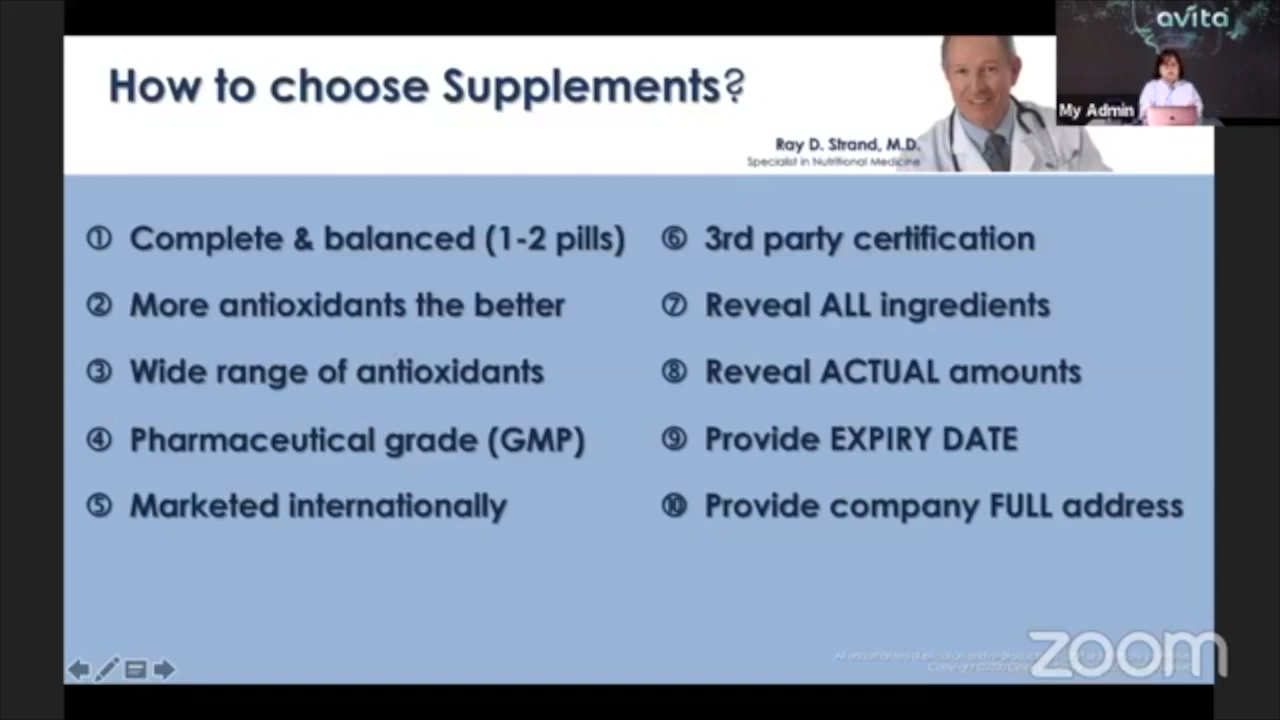 avita
My Admin
How to choose Supplements?
Ray D. Strand, M.D.
Specialist in Nutritional Medicine
① Complete & balanced (1-2 pills)
② More antioxidants the better
③ Wide range of antioxidants
④ Pharmaceutical grade (GMP)
⑤ Marketed internationally
⑥ 3rd party certification
⑦ Reveal ALL ingredients
⑧ Reveal ACTUAL amounts
⑨ Provide EXPIRY DATE
⑩ Provide company FULL address
zoom